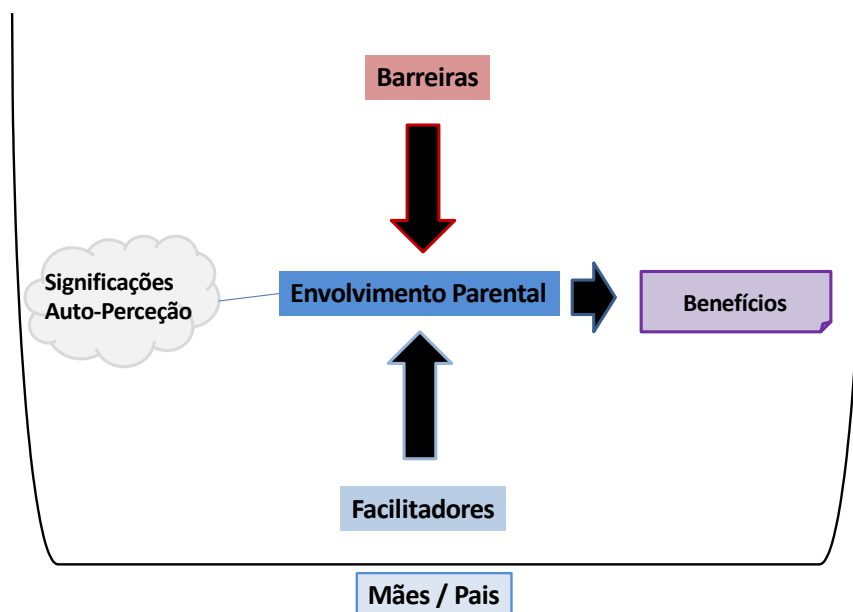 Barreiras
Significações
Auto-Perceção
Envolvimento Parental
Benefícios
Facilitadores
Mães / Pais